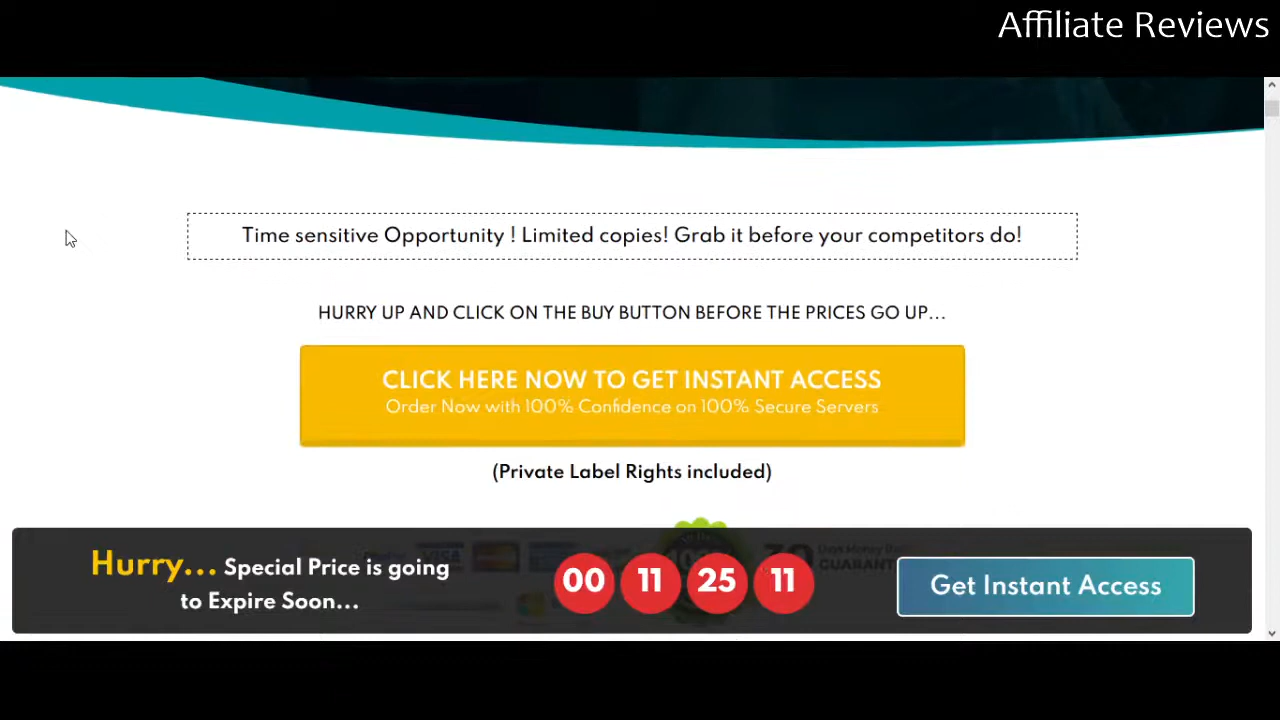 Affiliate Reviews
Time sensitive Opportunity ! Limited copies! Grab it before your competitors do!
HURRY UP AND CLICK ON THE BUY BUTTON BEFORE THE PRICES GO UP...
CLICK HERE NOW TO GET INSTANT ACCESS
Order Now with 100% Confidence on 100% Secure Servers
(Private Label Rights included)
Hurry... Special Price is going
to Expire Soon...
00 11 25 11
Get Instant Access